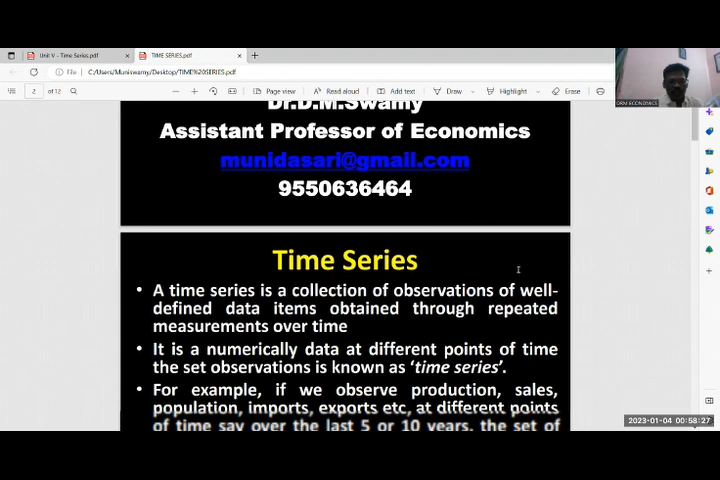 Unit V - Time Series.pdf
TIME SERIES.pdf
File
C:/Users/Muniswamy/Desktop/TIME%20SERIES.pdf
2 of 12
Page view
Read aloud
Add text
Draw
Highlight
Erase
DRM ECONOMICS
Dr.D.M.Swamy
Assistant Professor of Economics
munidasari@gmail.com
9550636464
Time Series
• A time series is a collection of observations of well-
defined data items obtained through repeated
measurements over time
• It is a numerically data at different points of time
the set observations is known as ‘time series’.
• For example, if we observe production, sales,
population, imports, exports etc, at different points
of time say over the last 5 or 10 years, the set of
2023-01-04 00:58:27